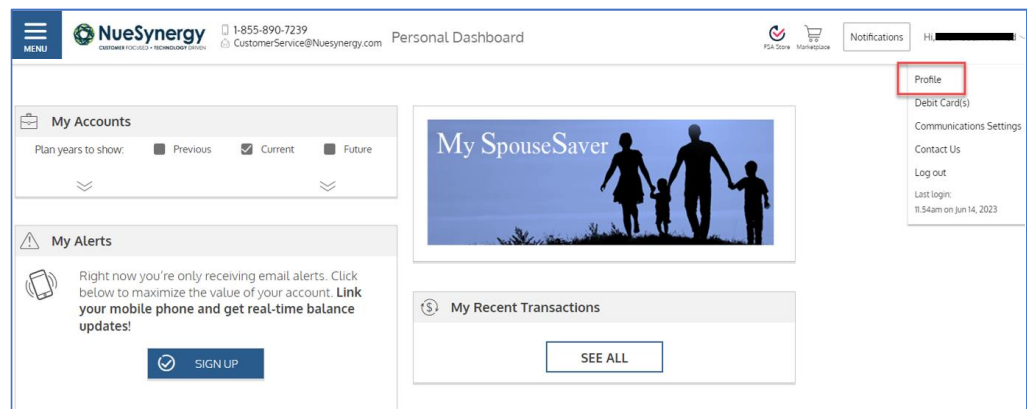 MENU
NueSynergy
CUSTOMER FOCUSED • TECHNOLOGY DRIVEN
1-855-890-7239
CustomerService@Nuesynergy.com
Personal Dashboard
FSA Store
Marketplace
Notifications
Hi,
Profile
Debit Card(s)
Communications Settings
Contact Us
Log out
Last login:
11.54am on Jun 14, 2023
My Accounts
Plan years to show: Previous Current Future
My SpouseSaver
My Alerts
Right now you're only receiving email alerts. Click
below to maximize the value of your account. Link
your mobile phone and get real-time balance
updates!
SIGN UP
My Recent Transactions
SEE ALL